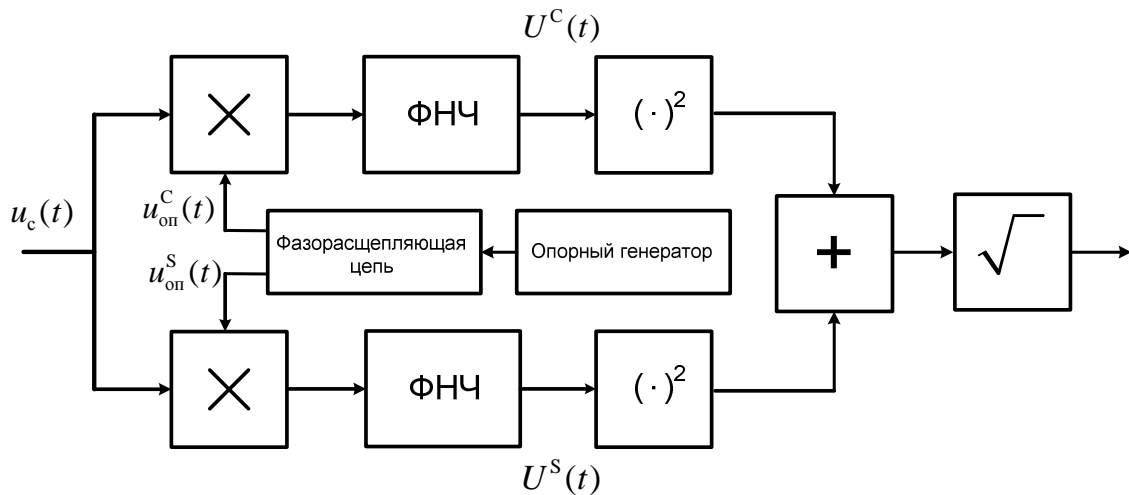 U^C(t)
× ФНЧ (·)²
u_c(t)
u_оп^C(t)
Фазорасщепляющая
цепь
Опорный генератор
+
√
u_оп^S(t)
× ФНЧ (·)²
U^S(t)